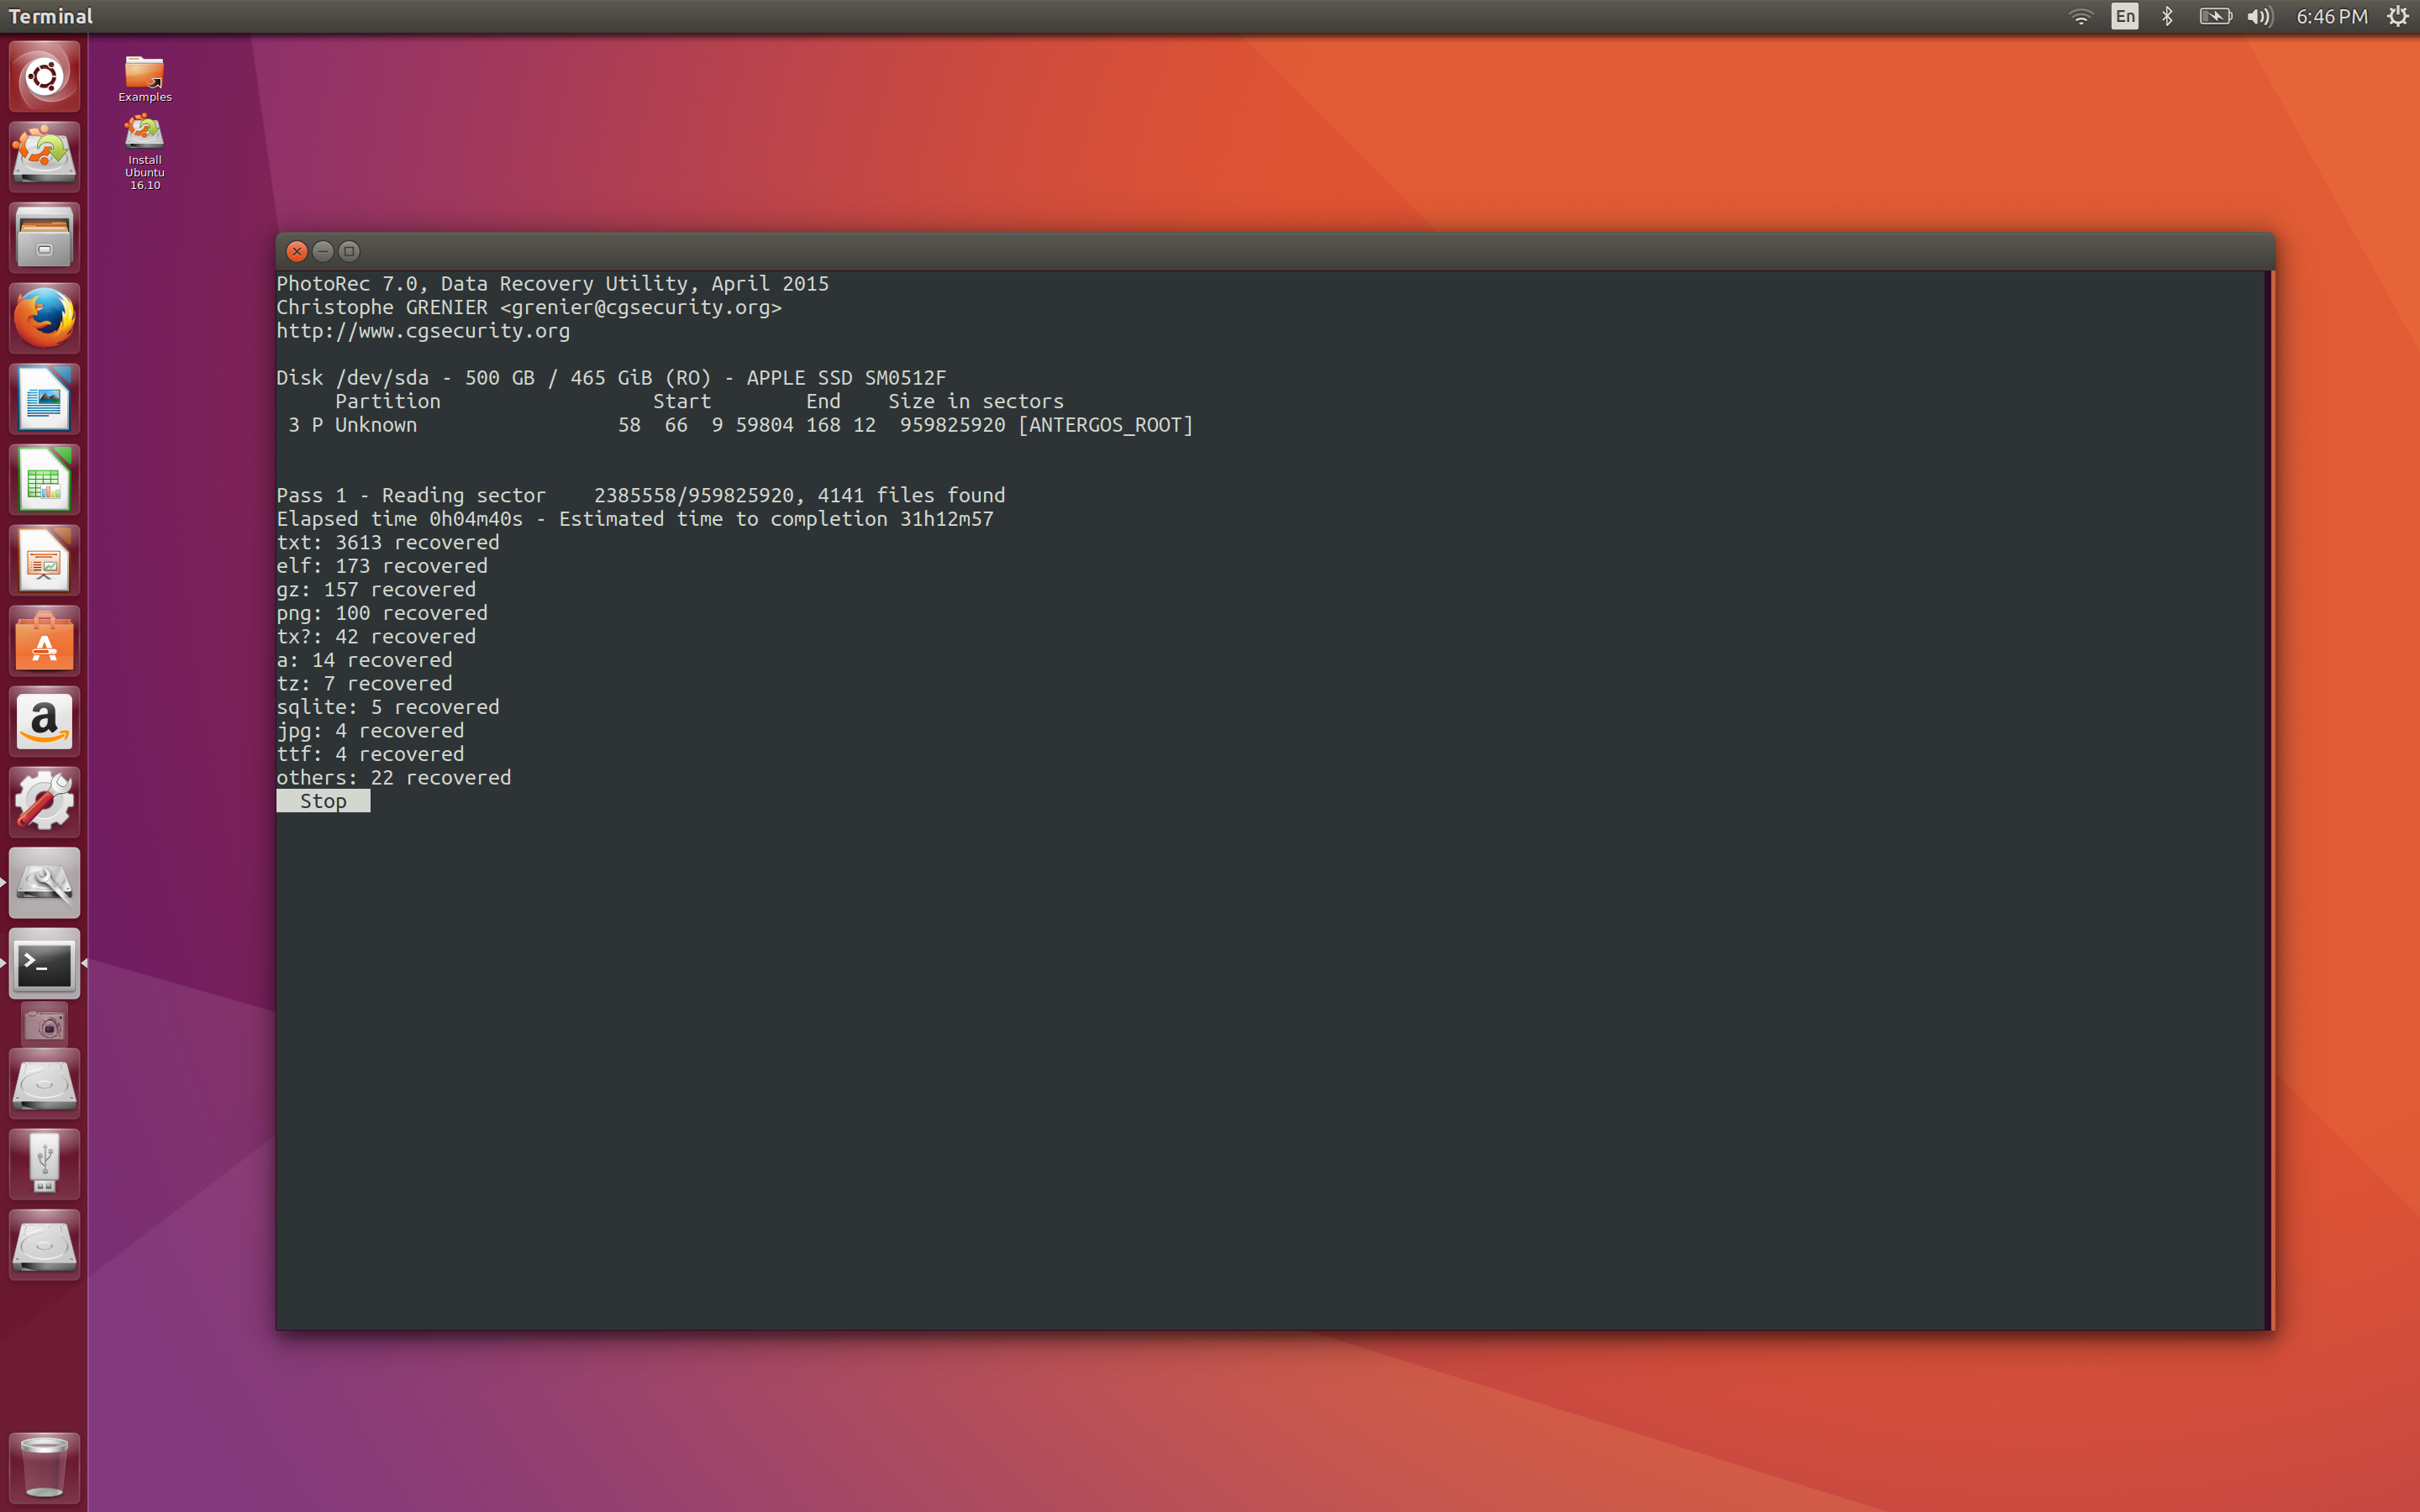 Terminal
En
6:46 PM
Examples
Install
Ubuntu
16.10
PhotoRec 7.0, Data Recovery Utility, April 2015
Christophe GRENIER <grenier@cgsecurity.org>
http://www.cgsecurity.org
Disk /dev/sda - 500 GB / 465 GiB (RO) - APPLE SSD SM0512F
     Partition                  Start        End    Size in sectors
 3 P Unknown                 58  66  9 59804 168 12  959825920 [ANTERGOS_ROOT]
Pass 1 - Reading sector    2385558/959825920, 4141 files found
Elapsed time 0h04m40s - Estimated time to completion 31h12m57
txt: 3613 recovered
elf: 173 recovered
gz: 157 recovered
png: 100 recovered
tx?: 42 recovered
a: 14 recovered
tz: 7 recovered
sqlite: 5 recovered
jpg: 4 recovered
ttf: 4 recovered
others: 22 recovered
Stop